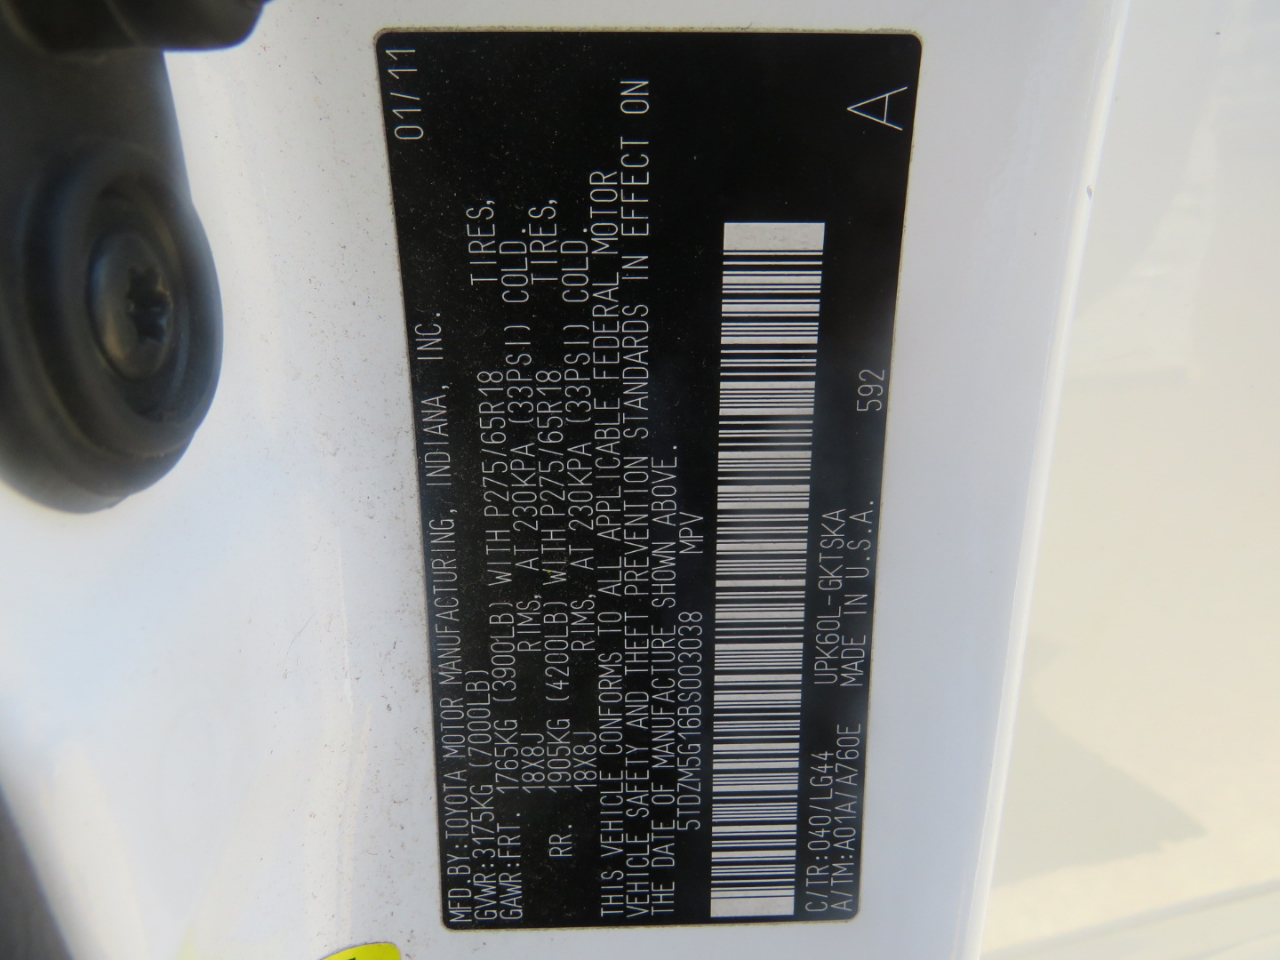 MFD.BY:TOYOTA MOTOR MANUFACTURING, INDIANA, INC. 01/11
GVWR:3175KG (7000LB)
GAWR:FRT. 1765KG (3900LB) WITH P275/65R18 TIRES,
18X8J RIMS, AT 230KPA (33PSI) COLD.
RR. 1905KG (4200LB) WITH P275/65R18 TIRES,
18X8J RIMS, AT 230KPA (33PSI) COLD.
THIS VEHICLE CONFORMS TO ALL APPLICABLE FEDERAL MOTOR
VEHICLE SAFETY AND THEFT PREVENTION STANDARDS IN EFFECT ON
THE DATE OF MANUFACTURE SHOWN ABOVE.
5TDZM5G16BS003038 MPV
C/TR:040/LG44 UPK60L-GKTSKA
A/TM:A01A/A760E MADE IN U.S.A. 592
A